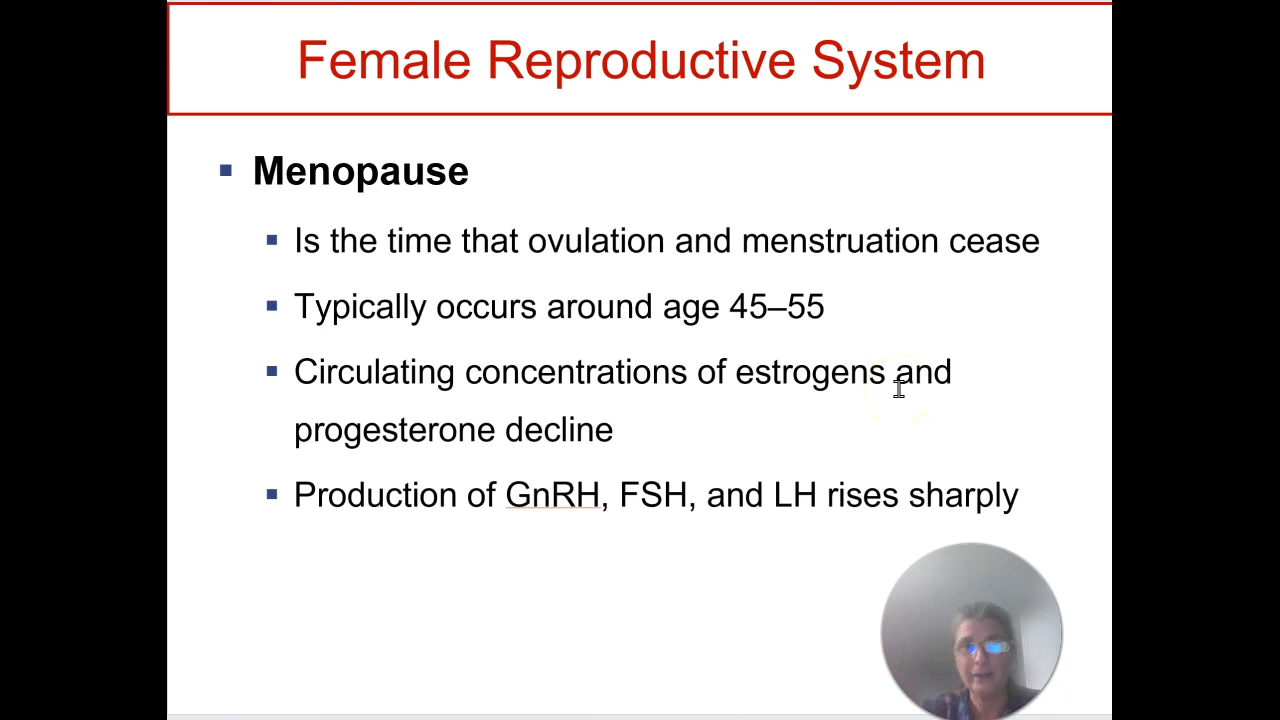 Female Reproductive System
Menopause
Is the time that ovulation and menstruation cease
Typically occurs around age 45–55
Circulating concentrations of estrogens and
progesterone decline
Production of GnRH, FSH, and LH rises sharply